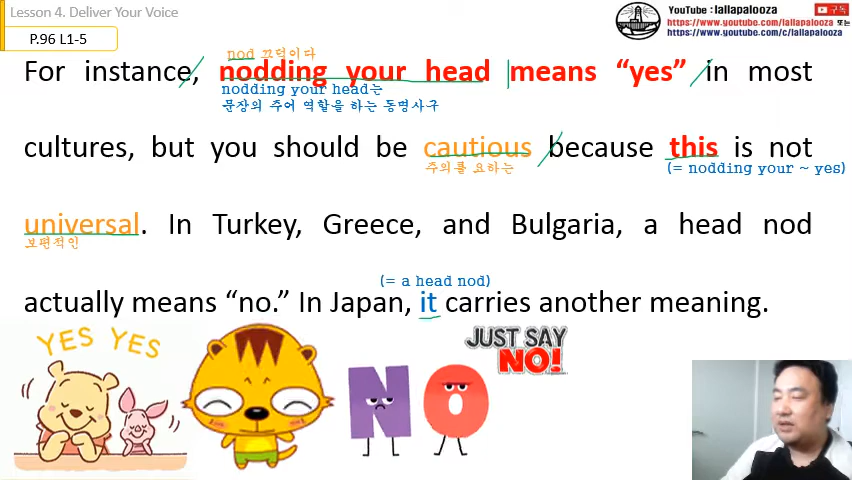 Lesson 4. Deliver Your Voice
P.96 L1-5
YouTube : @lallapalooza
구독
https://www.youtube.com/lallapalooza 또는
https://www.youtube.com/c/lallapalooza
nod 끄덕이다
For instance, nodding your head means “yes” in most
nodding your head는
문장의 주어 역할을 하는 동명사구
cultures, but you should be cautious because this is not
주의를 요하는
(= nodding your ~ yes)
universal. In Turkey, Greece, and Bulgaria, a head nod
보편적인
(= a head nod)
actually means “no.” In Japan, it carries another meaning.
YES YES
NO
JUST SAY
NO!